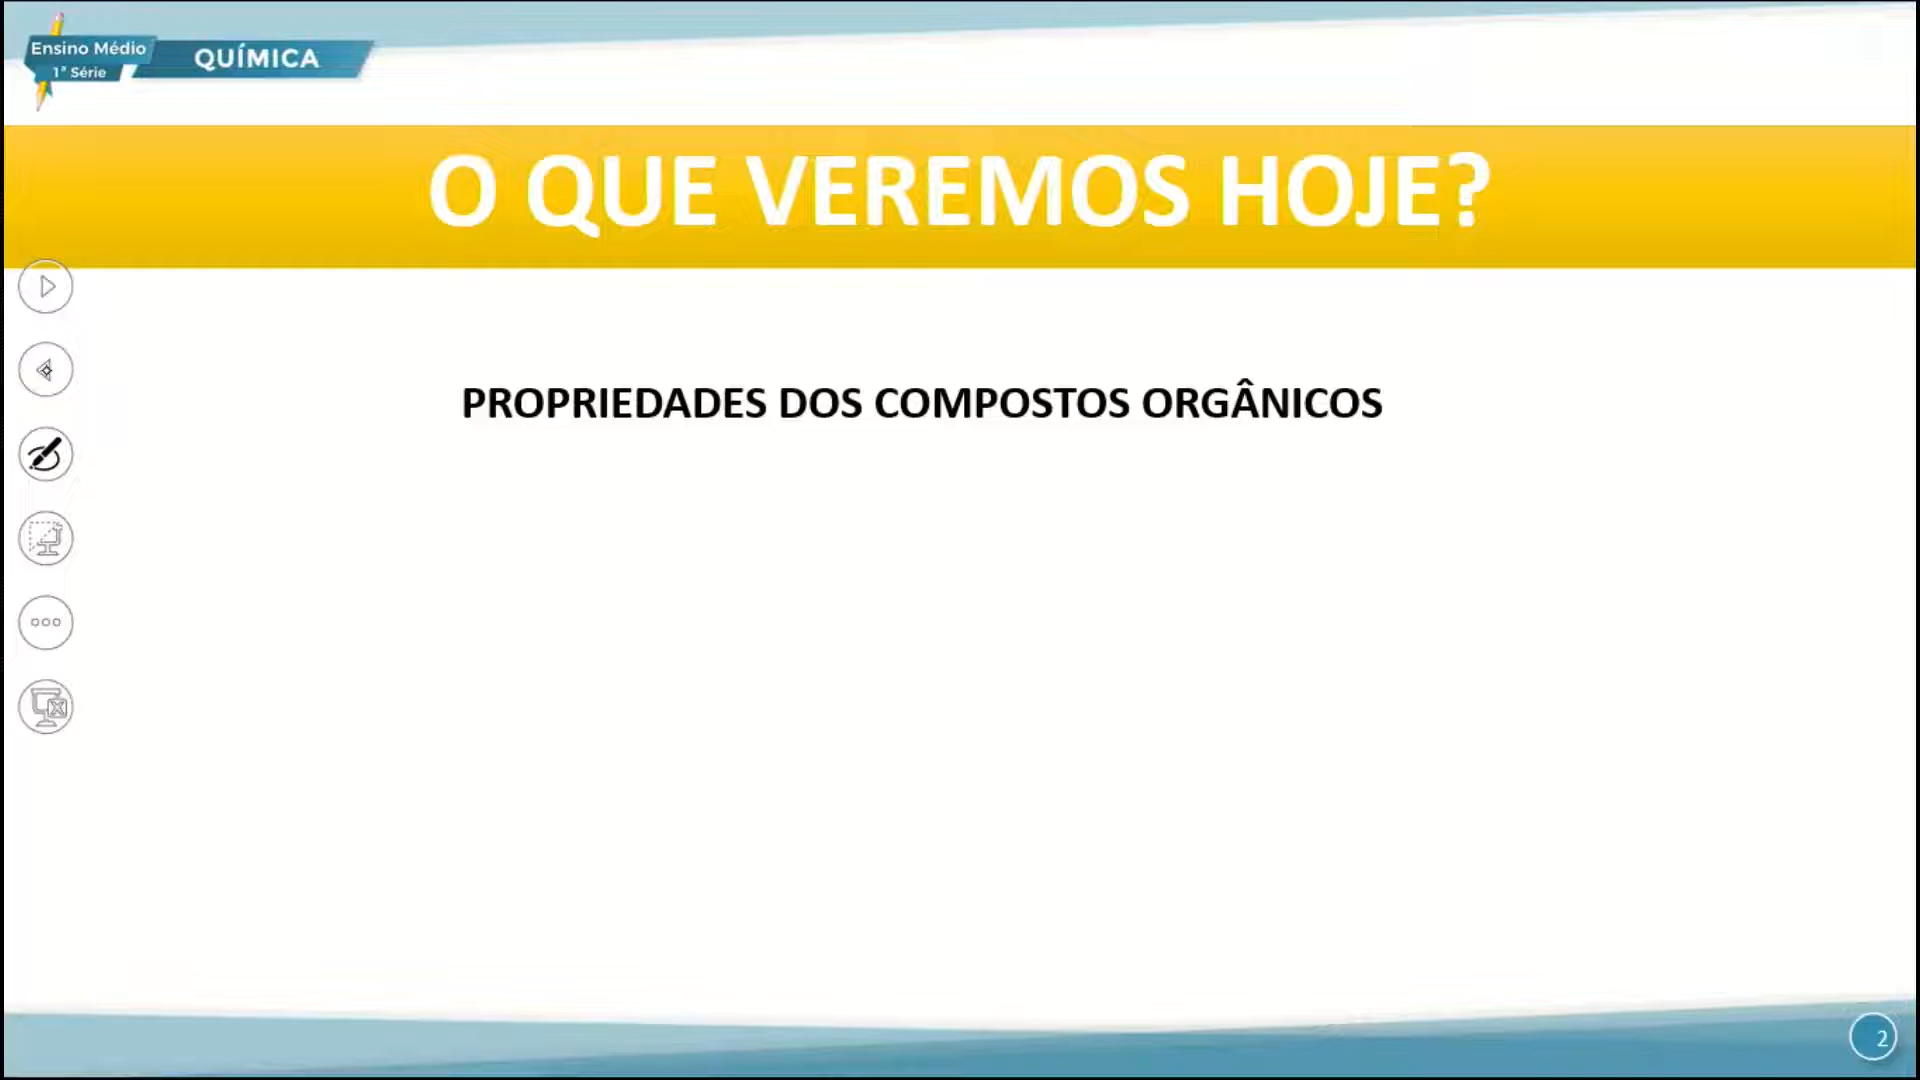 Ensino Médio
1ª Série
QUÍMICA
O QUE VEREMOS HOJE?
PROPRIEDADES DOS COMPOSTOS ORGÂNICOS
2